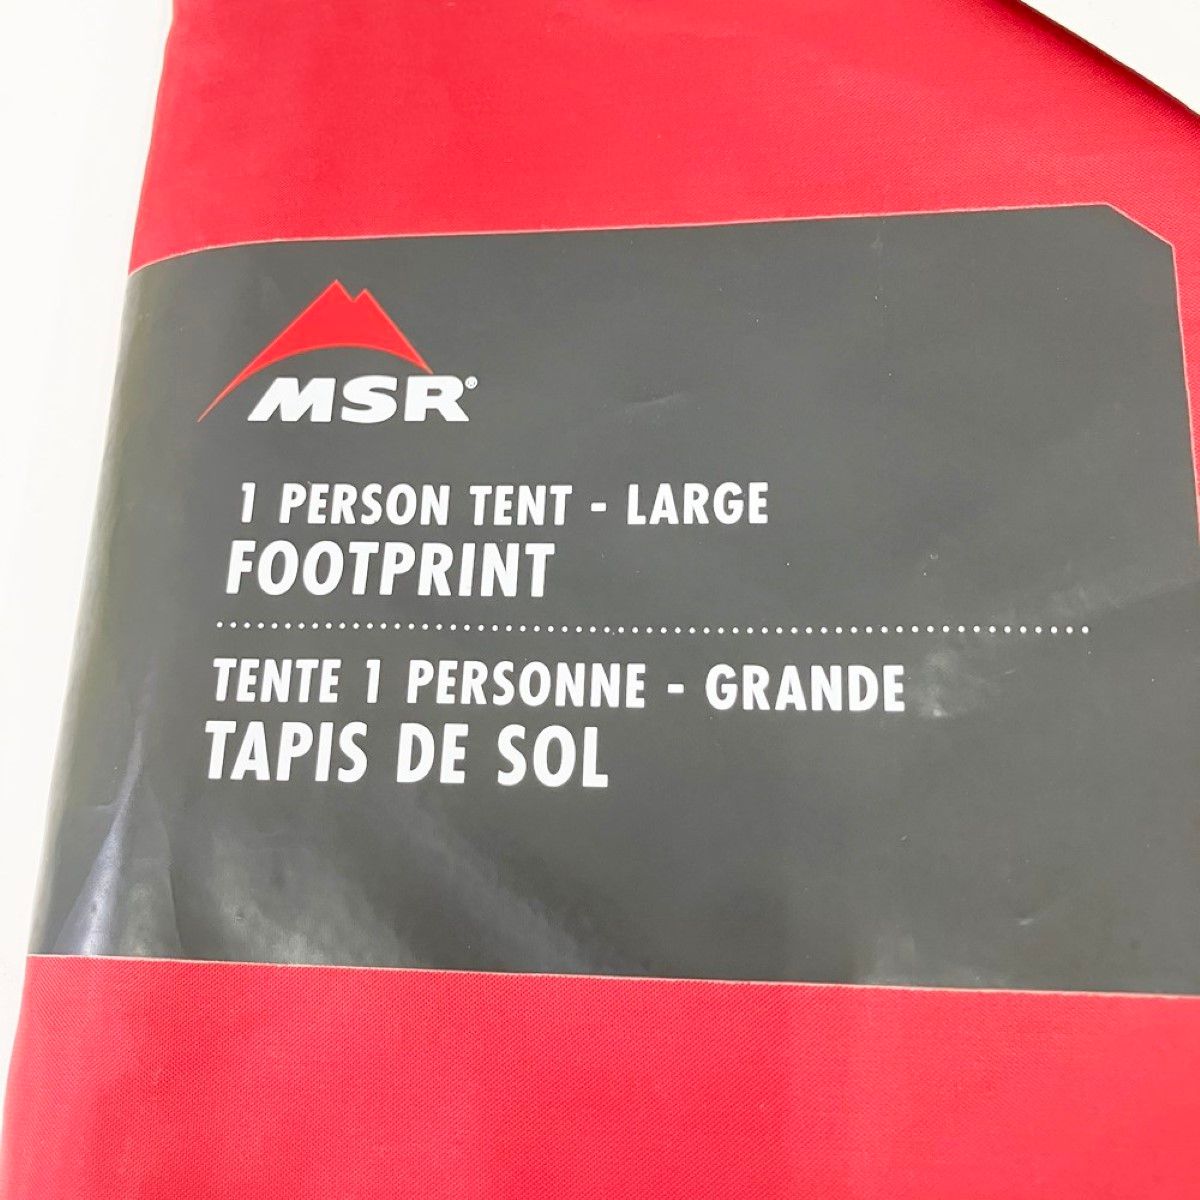 MSR®
1 PERSON TENT - LARGE
FOOTPRINT
TENTE 1 PERSONNE - GRANDE
TAPIS DE SOL